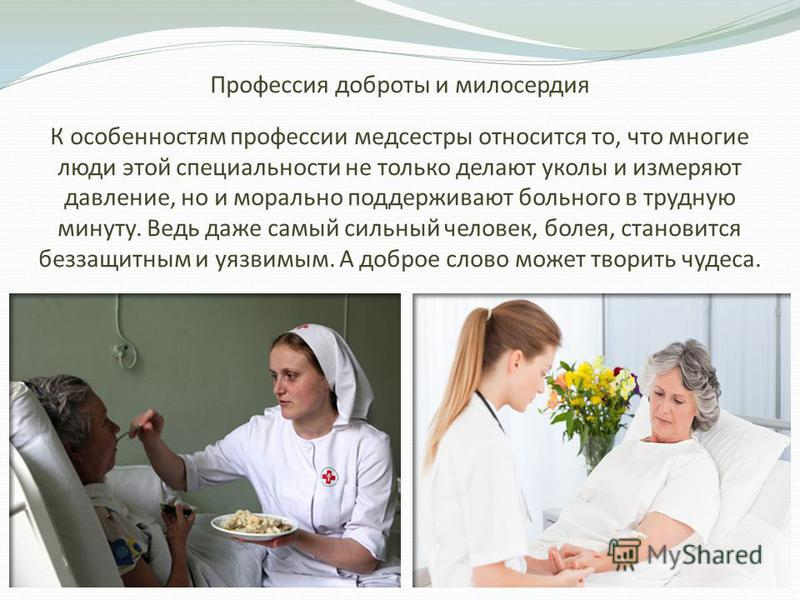 Профессия доброты и милосердия
К особенностям профессии медсестры относится то, что многие
люди этой специальности не только делают уколы и измеряют
давление, но и морально поддерживают больного в трудную
минуту. Ведь даже самый сильный человек, болея, становится
беззащитным и уязвимым. А доброе слово может творить чудеса.
MyShared